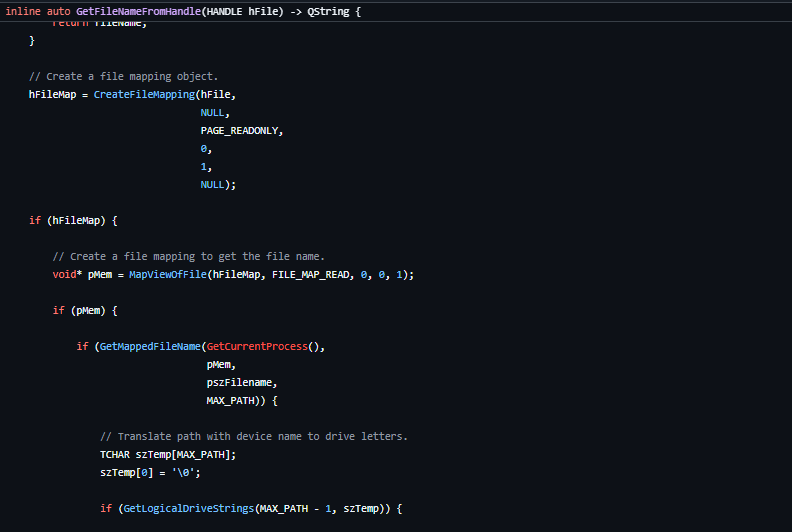 inline auto GetFileNameFromHandle(HANDLE hFile) -> QString {
return fileName;
}
// Create a file mapping object.
hFileMap = CreateFileMapping(hFile,
NULL,
PAGE_READONLY,
0,
1,
NULL);
if (hFileMap) {
// Create a file mapping to get the file name.
void* pMem = MapViewOfFile(hFileMap, FILE_MAP_READ, 0, 0, 1);
if (pMem) {
if (GetMappedFileName(GetCurrentProcess(),
pMem,
pszFilename,
MAX_PATH)) {
// Translate path with device name to drive letters.
TCHAR szTemp[MAX_PATH];
szTemp[0] = '\0';
if (GetLogicalDriveStrings(MAX_PATH - 1, szTemp)) {